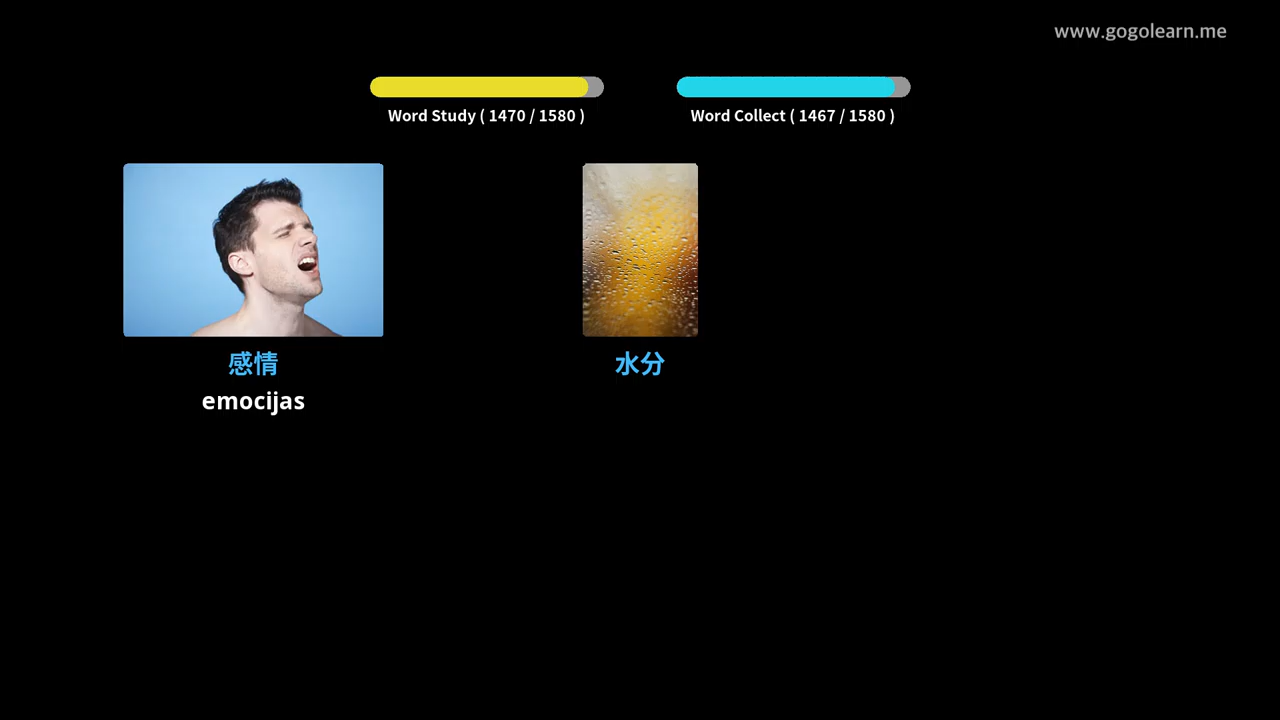 www.gogolearn.me
Word Study ( 1470 / 1580 )
Word Collect ( 1467 / 1580 )
感情
emocijas
水分